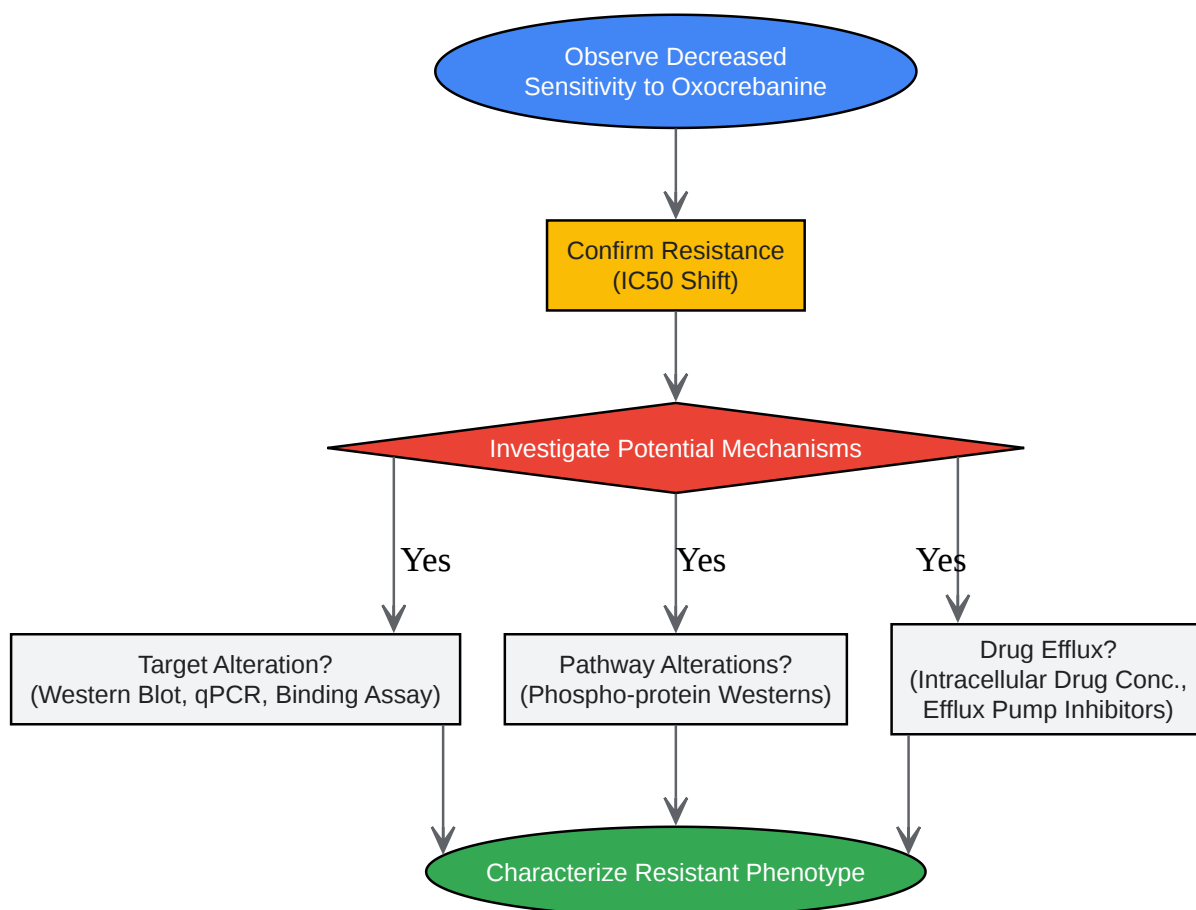 Observe Decreased
Sensitivity to Oxocrebanine
Confirm Resistance
(IC50 Shift)
Investigate Potential Mechanisms
Yes
Yes
Yes
Target Alteration?
(Western Blot, qPCR, Binding Assay)
Pathway Alterations?
(Phospho-protein Westerns)
Drug Efflux?
(Intracellular Drug Conc.,
Efflux Pump Inhibitors)
Characterize Resistant Phenotype